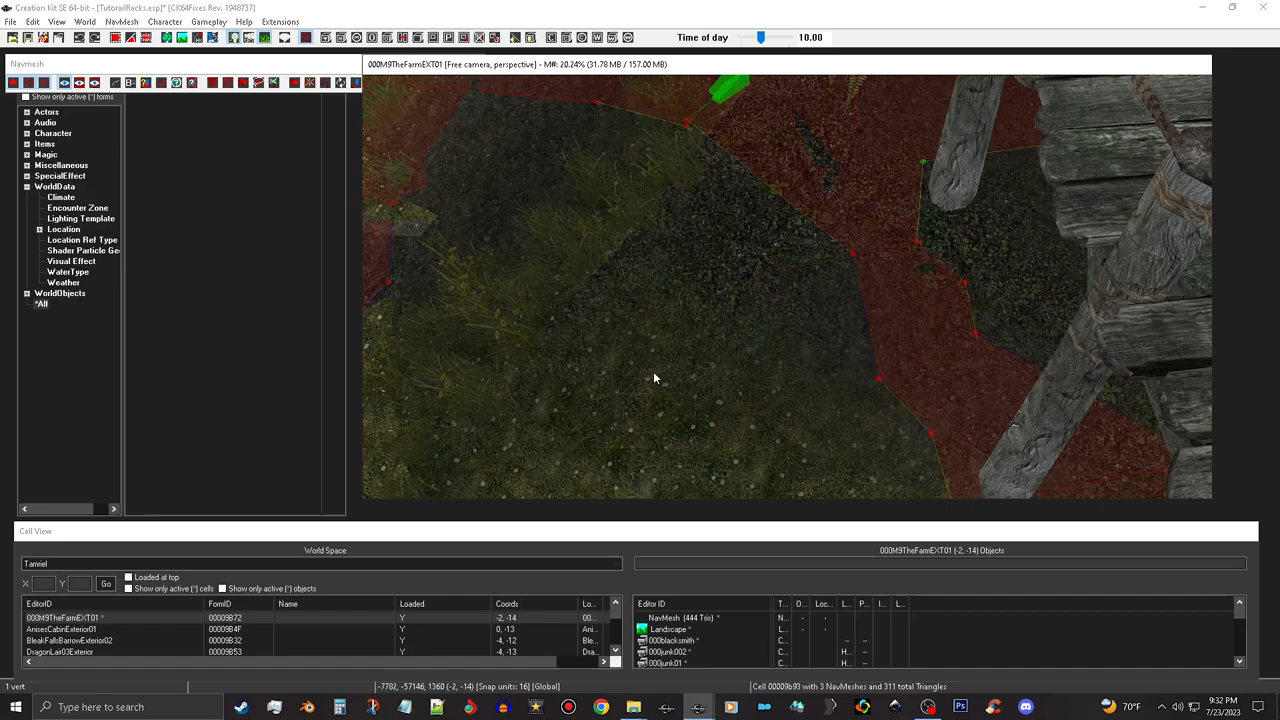 Creation Kit SE 64-bit - [TutorailRacks.esp]* [CK64Fixes Rev. 1948737]
File Edit View World NavMesh Character Gameplay Help Extensions
Time of day 10.00
Navmesh
000M9TheFarmEXT01 [Free camera, perspective] - M#: 20.24% (31.78 MB / 157.00 MB)
Show only active (*) forms
Actors
Audio
Character
Items
Magic
Miscellaneous
SpecialEffect
WorldData
Climate
Encounter Zone
Lighting Template
Location
Location Ref Type
Shader Particle Ge
Visual Effect
WaterType
Weather
WorldObjects
*All
Cell View
World Space
000M9TheFarmEXT01 (-2, -14) Objects
Tamriel
X Y Go Loaded at top
Show only active (*) cells Show only active (*) objects
EditorID FormID Name Loaded Coords Lo... Editor ID T... O... Loc... L... P... I... L...
000M9TheFarmEXT01 * 00009B72 Y -2, -14 00... NavMesh (444 Tris) * N... - -
AnisesCabinExterior01 00009B4F Y 0, -13 Ani... Landscape * L... - -
BleakFallsBarrowExterior02 00009B32 Y -4, -12 Ble... 000blacksmith * C... -- --
DragonLair03Exterior 00009B53 Y -4, -13 Dra... 000junk002 * C... H... --
000junk01 * C... H... --
1 vert -7782, -57146, 1360 (-2, -14) [Snap units: 16] [Global] Cell 00009b93 with 3 NavMeshes and 311 total Triangles
Type here to search
70°F
9:32 PM
7/23/2023